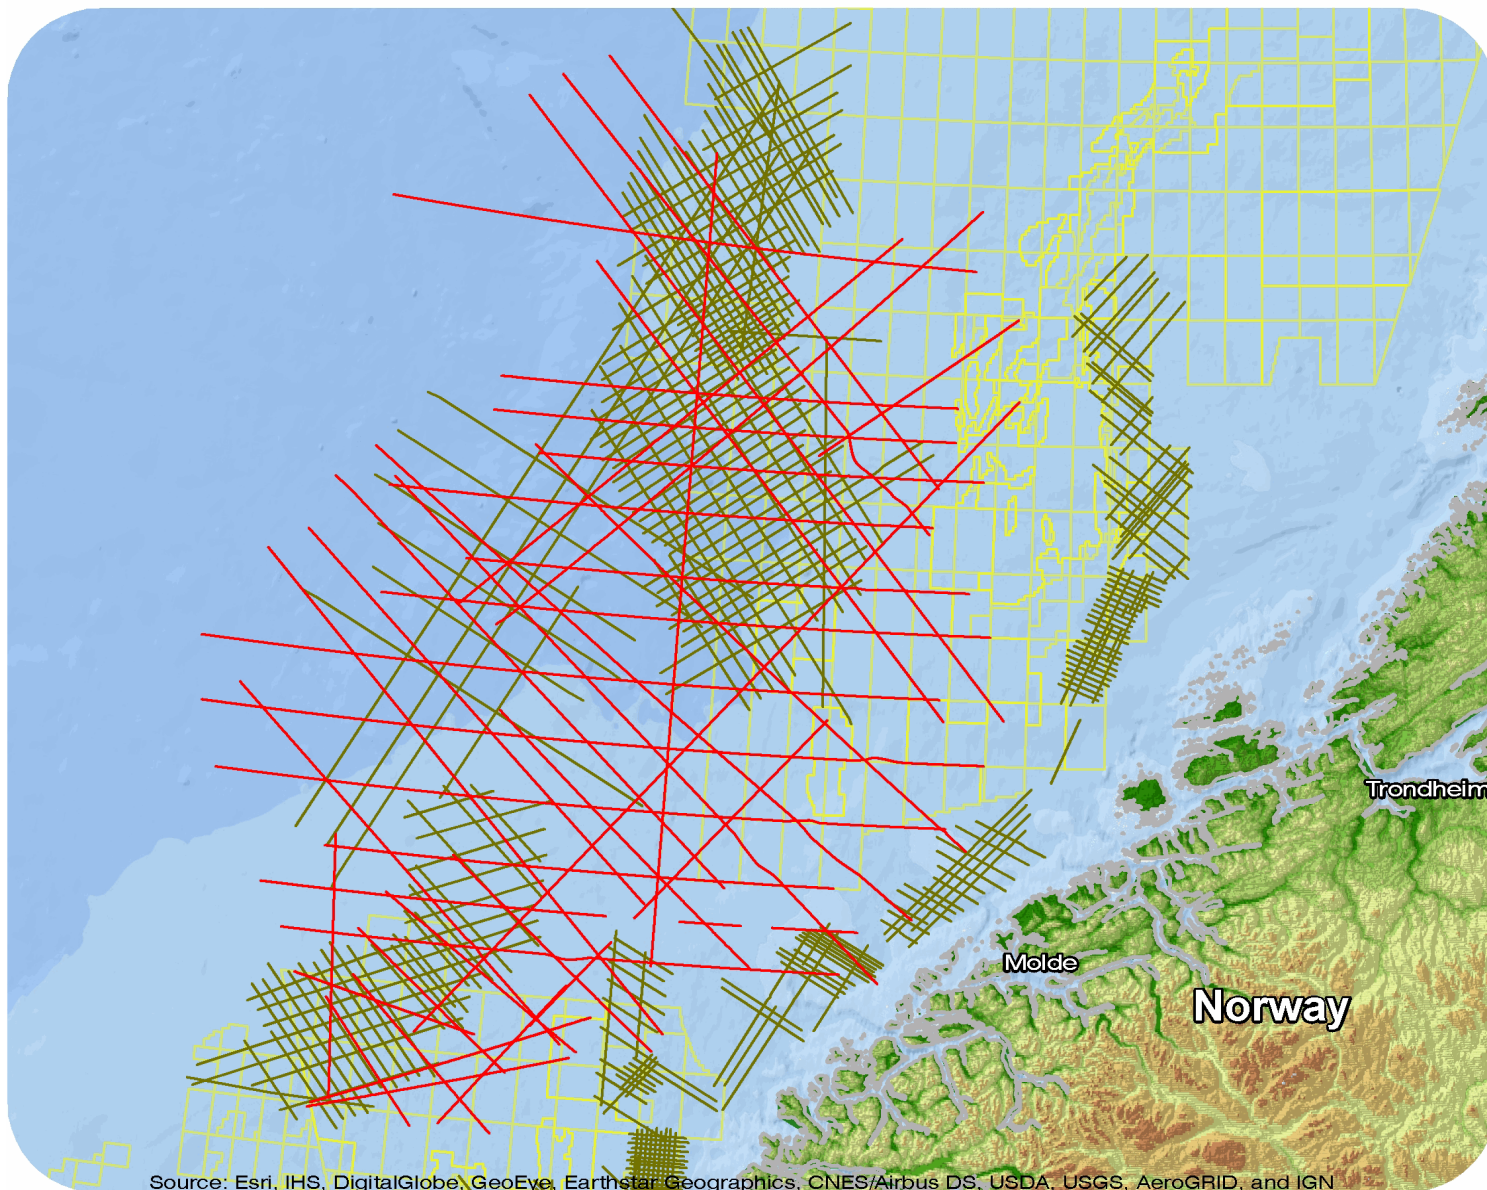 Trondheim
Molde
Norway
Source: Esri, IHS, DigitalGlobe, GeoEye, Earthstar Geographics, CNES/Airbus DS, USDA, USGS, AeroGRID, and IGN